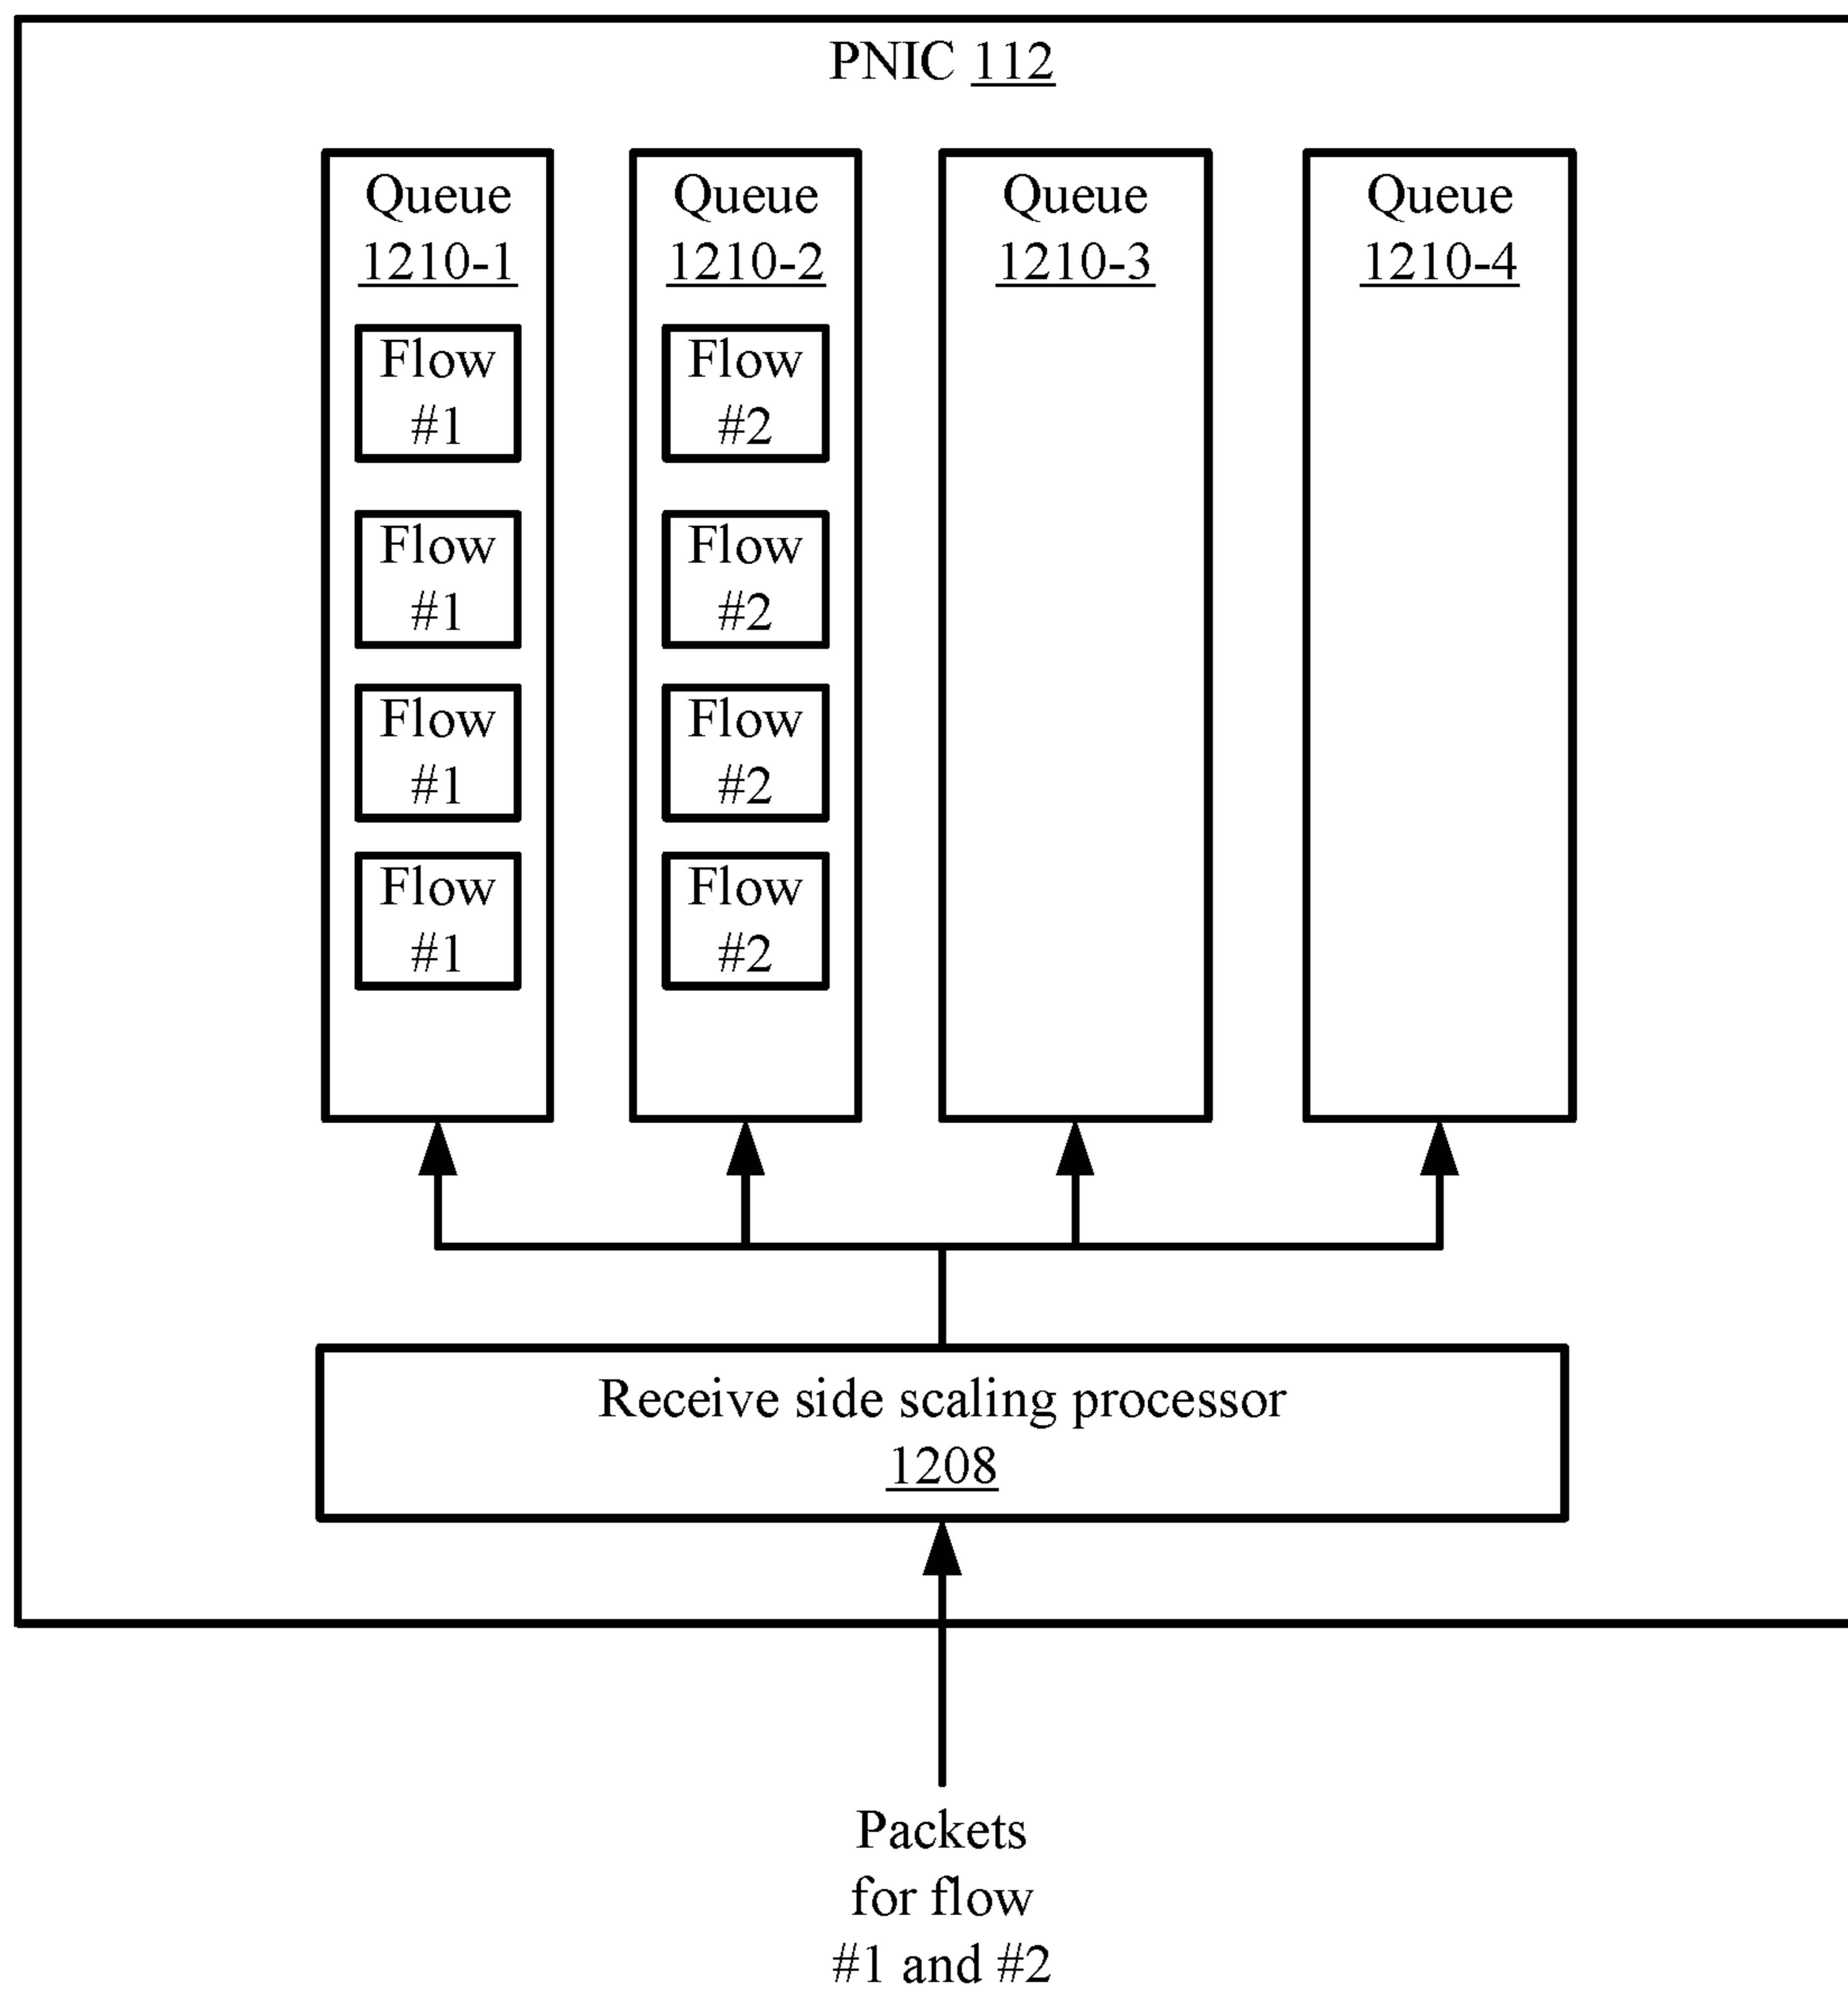 PNIC 112
Queue
1210-1
Flow
#1
Flow
#1
Flow
#1
Flow
#1
Queue
1210-2
Flow
#2
Flow
#2
Flow
#2
Flow
#2
Queue
1210-3
Queue
1210-4
Receive side scaling processor
1208
Packets
for flow
#1 and #2